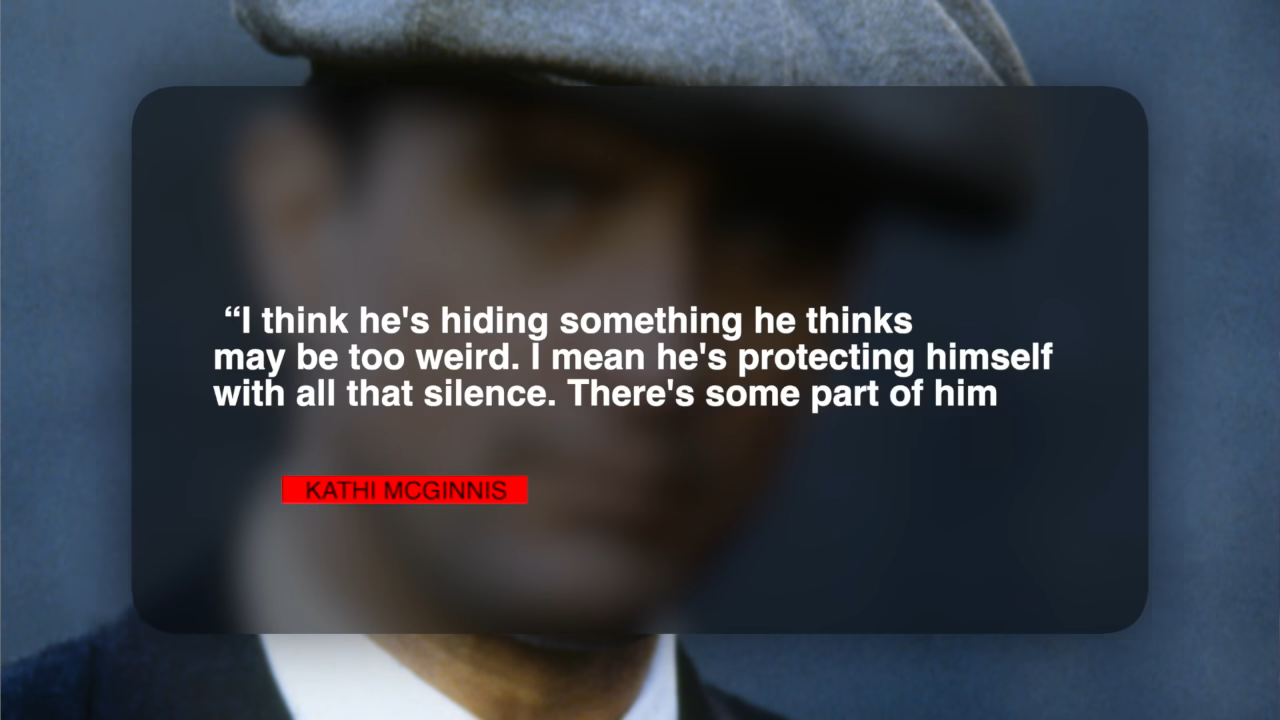 “I think he's hiding something he thinks
may be too weird. I mean he's protecting himself
with all that silence. There's some part of him
KATHI MCGINNIS